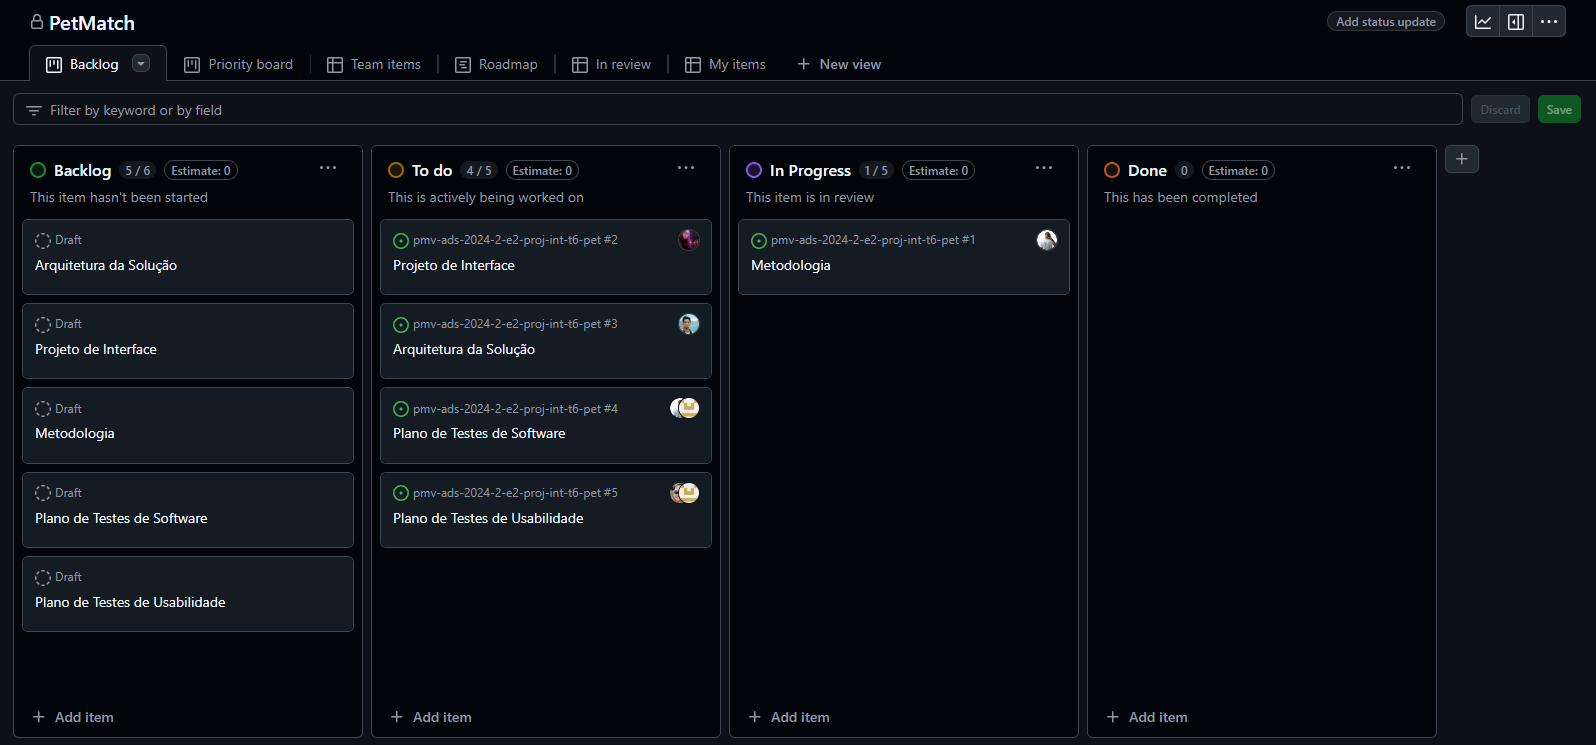 PetMatch
Add status update
Backlog
Priority board
Team items
Roadmap
In review
My items
New view
Filter by keyword or by field
Discard
Save
Backlog 5 / 6 Estimate: 0
This item hasn't been started
Draft
Arquitetura da Solução
Draft
Projeto de Interface
Draft
Metodologia
Draft
Plano de Testes de Software
Draft
Plano de Testes de Usabilidade
Add item
To do 4 / 5 Estimate: 0
This is actively being worked on
pmv-ads-2024-2-e2-proj-int-t6-pet #2
Projeto de Interface
pmv-ads-2024-2-e2-proj-int-t6-pet #3
Arquitetura da Solução
pmv-ads-2024-2-e2-proj-int-t6-pet #4
Plano de Testes de Software
pmv-ads-2024-2-e2-proj-int-t6-pet #5
Plano de Testes de Usabilidade
Add item
In Progress 1 / 5 Estimate: 0
This item is in review
pmv-ads-2024-2-e2-proj-int-t6-pet #1
Metodologia
Add item
Done 0 Estimate: 0
This has been completed
Add item